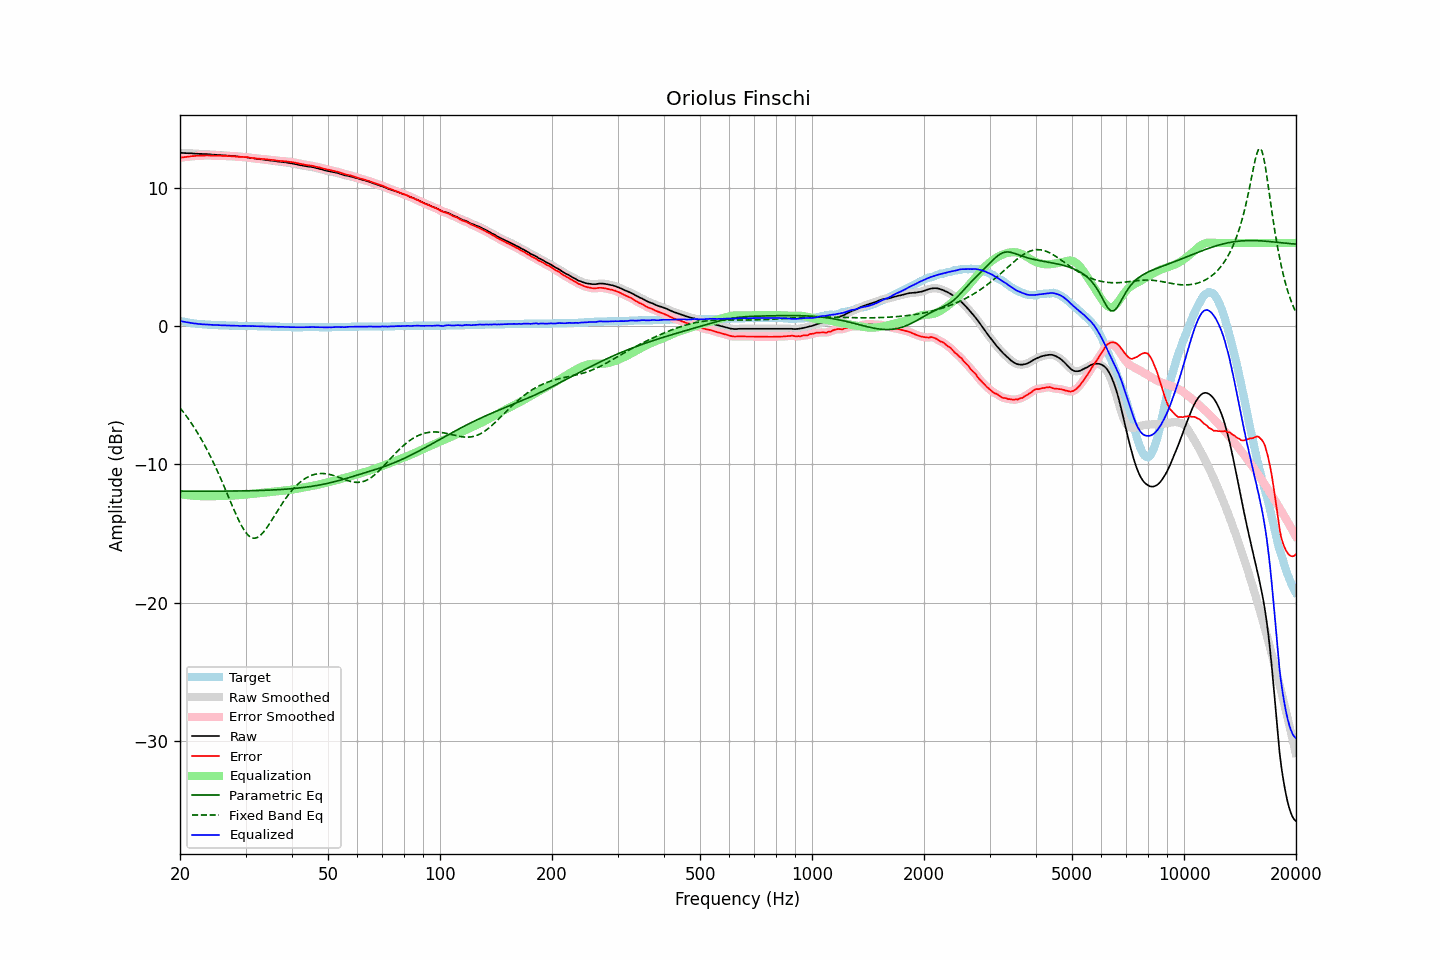 Oriolus Finschi
Amplitude (dBr)
10
0
−10
−20
−30
Target
Raw Smoothed
Error Smoothed
Raw
Error
Equalization
Parametric Eq
Fixed Band Eq
Equalized
20 50 100 200 500 1000 2000 5000 10000 20000
Frequency (Hz)